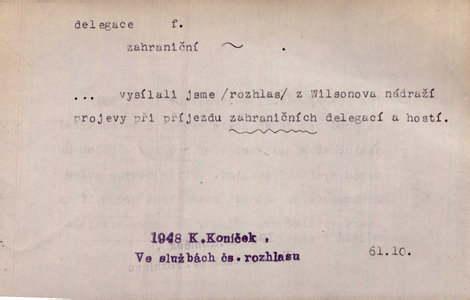 delegace f.
zahraniční ~ .
... vysílali jsme /rozhlas/ z Wilsonova nádraží
projevy při příjezdu zahraničních delegací a hostí.
1948 K.Koníček .
Ve službách čs. rozhlasu
61.10.